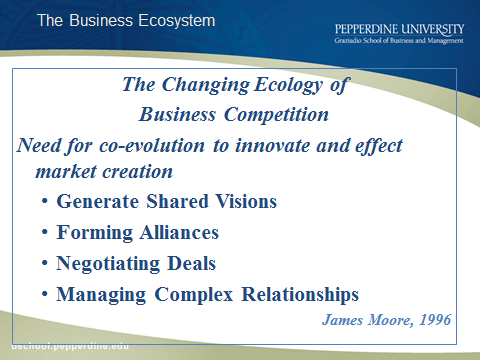 The Business Ecosystem
PEPPERDINE UNIVERSITY
Graziadio School of Business and Management
The Changing Ecology of
Business Competition
Need for co-evolution to innovate and effect
market creation
• Generate Shared Visions
• Forming Alliances
• Negotiating Deals
• Managing Complex Relationships
James Moore, 1996
bschool.pepperdine.edu